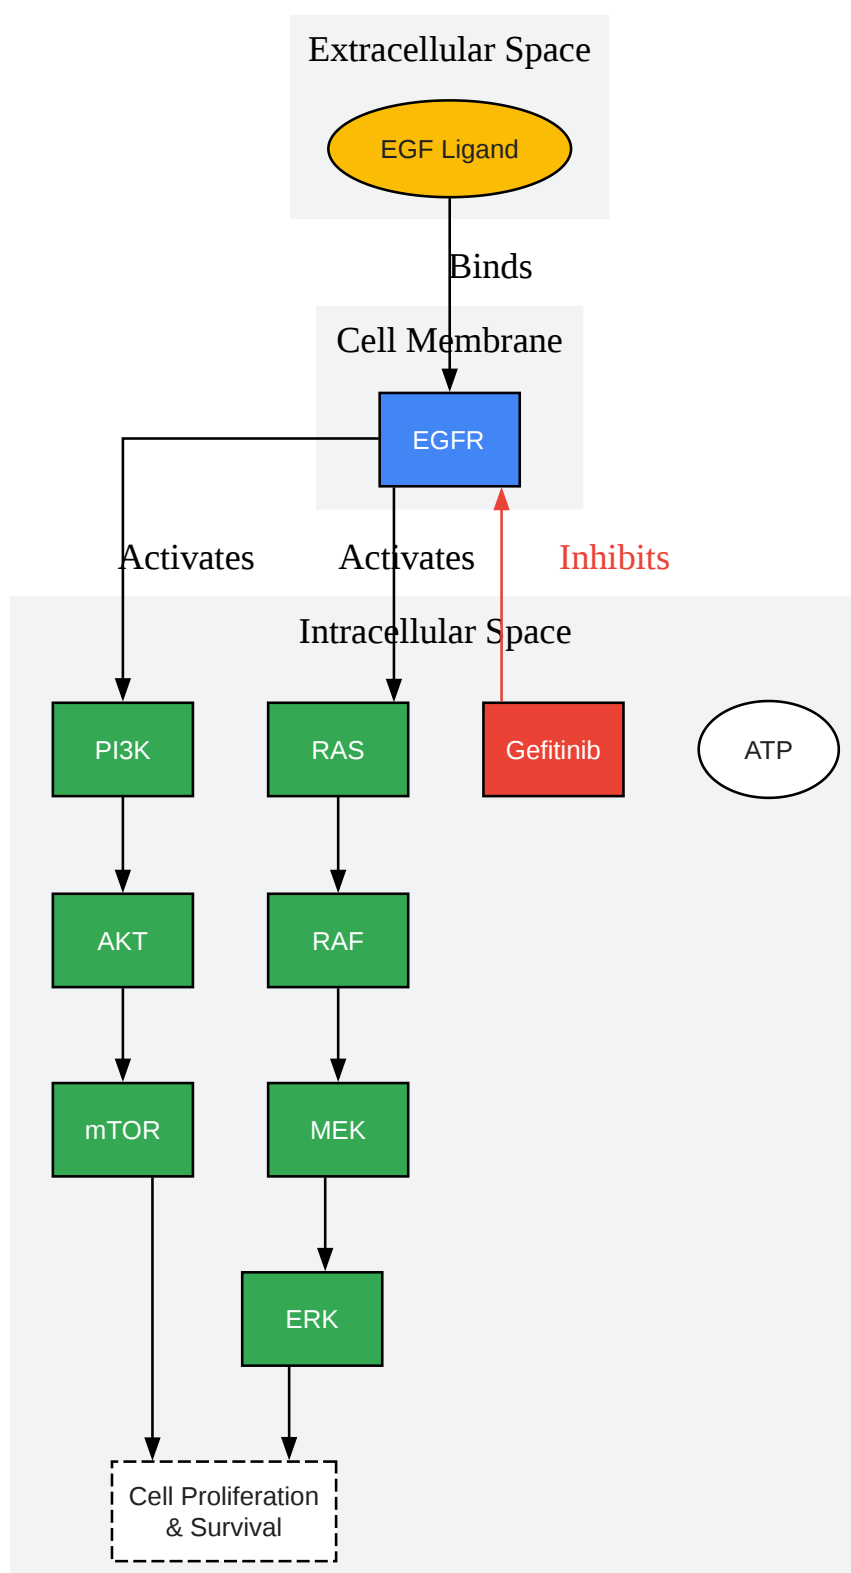 Extracellular Space
EGF Ligand
Binds
Cell Membrane
EGFR
Activates
Activates
Inhibits
Intracellular Space
PI3K
RAS
Gefitinib
ATP
AKT
RAF
mTOR
MEK
ERK
Cell Proliferation
& Survival